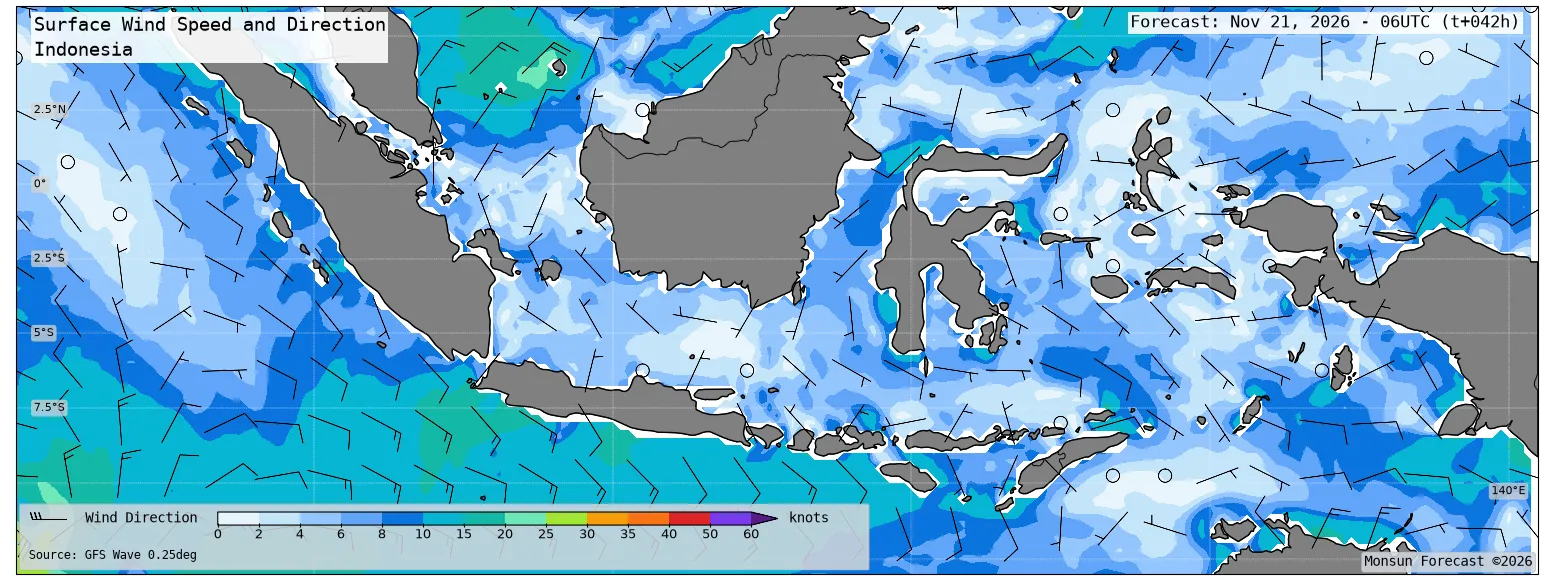 Surface Wind Speed and Direction
Indonesia
Forecast: Nov 21, 2026 - 06UTC (t+042h)
2.5°N
0°
2.5°S
5°S
7.5°S
140°E
Wind Direction
0 2 4 6 8 10 15 20 25 30 35 40 50 60
knots
Source: GFS Wave 0.25deg
Monsun Forecast ©2026